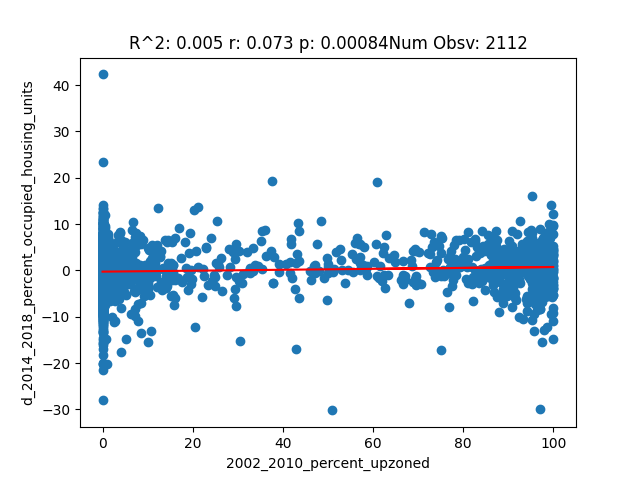 R^2: 0.005 r: 0.073 p: 0.00084Num Obsv: 2112
d_2014_2018_percent_occupied_housing_units
40
30
20
10
0
−10
−20
−30
0 20 40 60 80 100
2002_2010_percent_upzoned